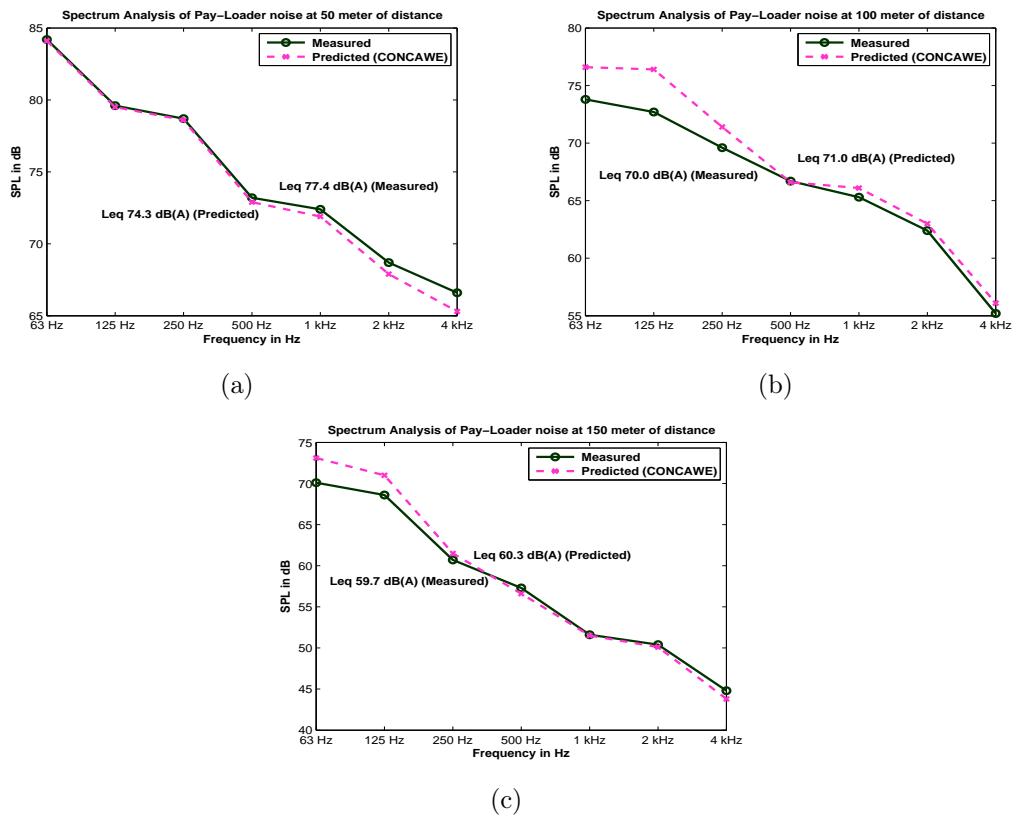 Spectrum Analysis of Pay−Loader noise at 50 meter of distance
85
80
75
70
65
SPL in dB
Measured
Predicted (CONCAWE)
Leq 77.4 dB(A) (Measured)
Leq 74.3 dB(A) (Predicted)
63 Hz 125 Hz 250 Hz 500 Hz 1 kHz 2 kHz 4 kHz
Frequency in Hz
(a)
Spectrum Analysis of Pay−Loader noise at 100 meter of distance
80
75
70
65
60
55
SPL in dB
Measured
Predicted (CONCAWE)
Leq 71.0 dB(A) (Predicted)
Leq 70.0 dB(A) (Measured)
63 Hz 125 Hz 250 Hz 500 Hz 1 kHz 2 kHz 4 kHz
Frequency in Hz
(b)
Spectrum Analysis of Pay−Loader noise at 150 meter of distance
75
70
65
60
55
50
45
40
SPL in dB
Measured
Predicted (CONCAWE)
Leq 60.3 dB(A) (Predicted)
Leq 59.7 dB(A) (Measured)
63 Hz 125 Hz 250 Hz 500 Hz 1 kHz 2 kHz 4 kHz
Frequency in Hz
(c)